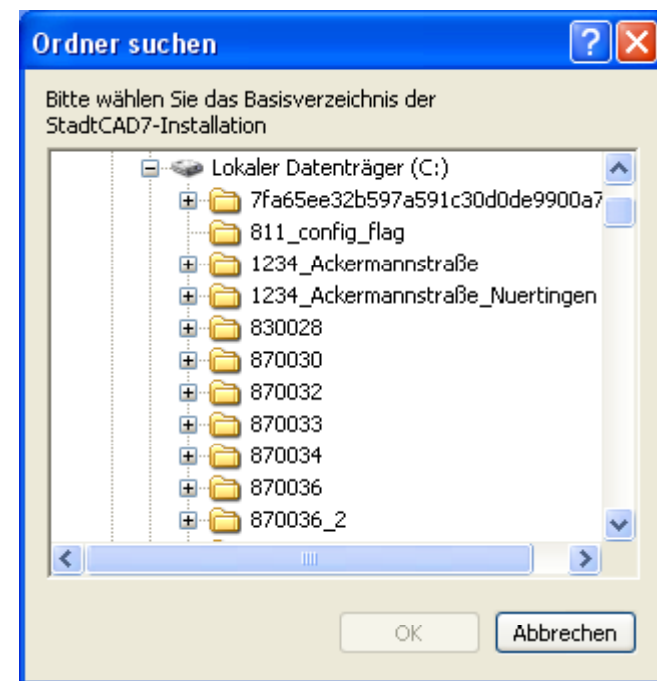 Ordner suchen
Bitte wählen Sie das Basisverzeichnis der
StadtCAD7-Installation
Lokaler Datenträger (C:)
7fa65ee32b597a591c30d0de9900a7
811_config_flag
1234_Ackermannstraße
1234_Ackermannstraße_Nuertingen
830028
870030
870032
870033
870034
870036
870036_2
OK
Abbrechen